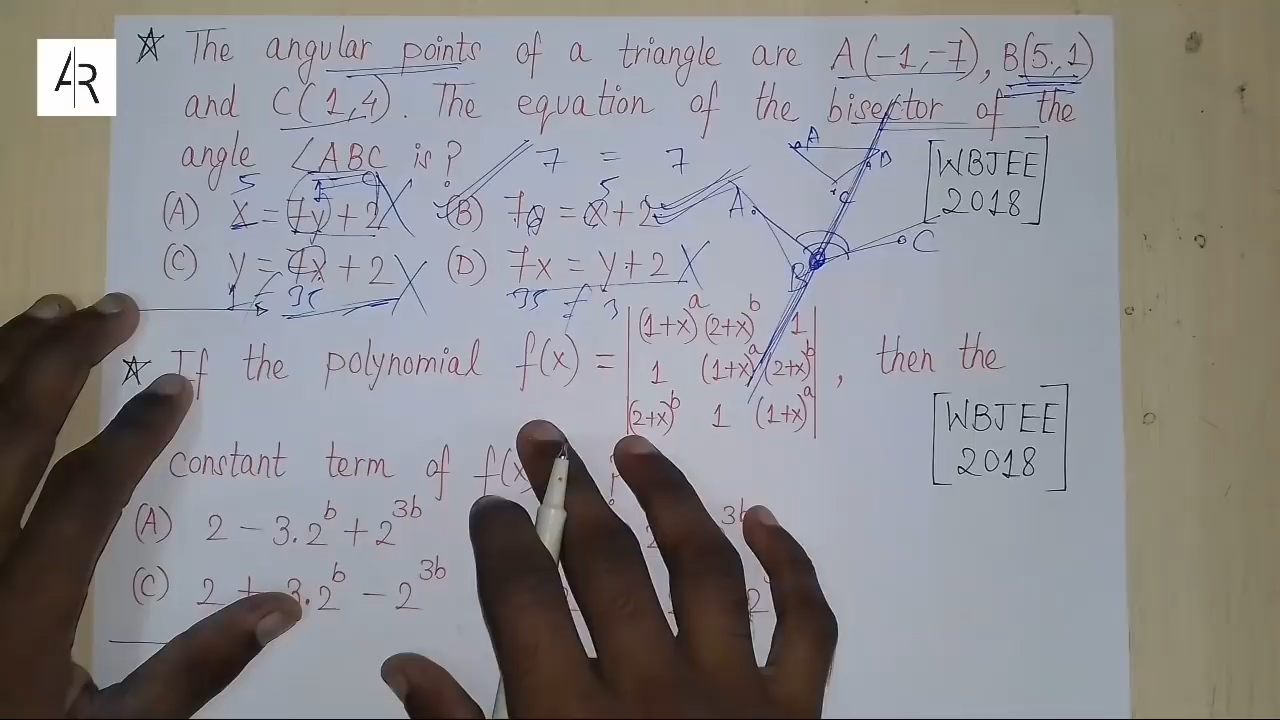 AR
☆ The angular points of a triangle are A(-1,-7), B(5,1)
and C(1,4). The equation of the bisector of the
angle ∠ABC is?
7 = 7
[WBJEE 2018]
(A) x = 7y + 2 (B) 7y = x + 2
(C) y = 7x + 2 (D) 7x = y + 2
A B C
A B C
☆ If the polynomial f(x) = | (1+x)^a (2+x)^b 1 |
| 1 (1+x)^a (2+x)^b | , then the
| (2+x)^b 1 (1+x)^a |
[WBJEE 2018]
constant term of f(x ?
(A) 2 - 3.2^b + 2^3b
(C) 2 + 3.2^b - 2^3b